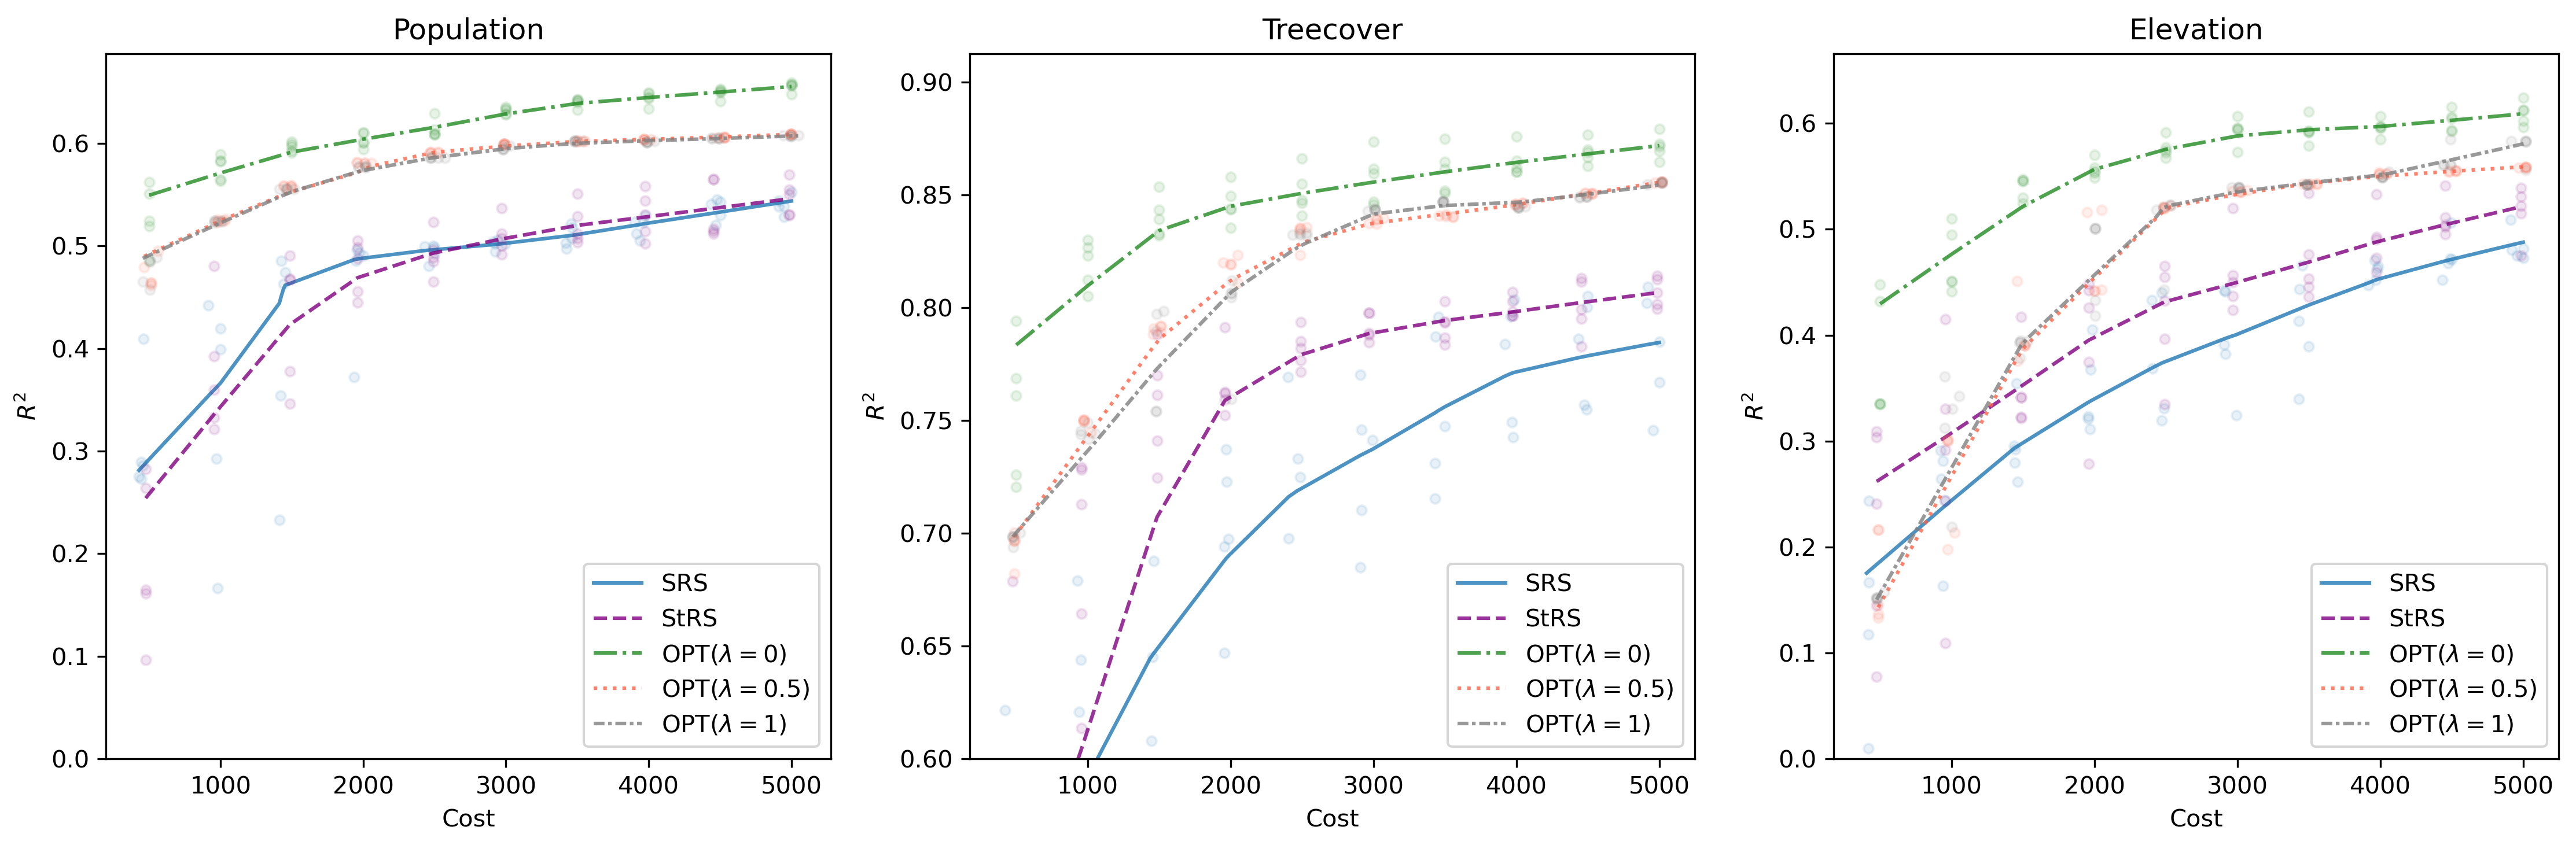 Population
0.6
0.5
0.4
0.3
0.2
0.1
0.0
R²
1000 2000 3000 4000 5000
Cost
SRS
StRS
OPT(λ = 0)
OPT(λ = 0.5)
OPT(λ = 1)
Treecover
0.90
0.85
0.80
0.75
0.70
0.65
0.60
R²
1000 2000 3000 4000 5000
Cost
SRS
StRS
OPT(λ = 0)
OPT(λ = 0.5)
OPT(λ = 1)
Elevation
0.6
0.5
0.4
0.3
0.2
0.1
0.0
R²
1000 2000 3000 4000 5000
Cost
SRS
StRS
OPT(λ = 0)
OPT(λ = 0.5)
OPT(λ = 1)